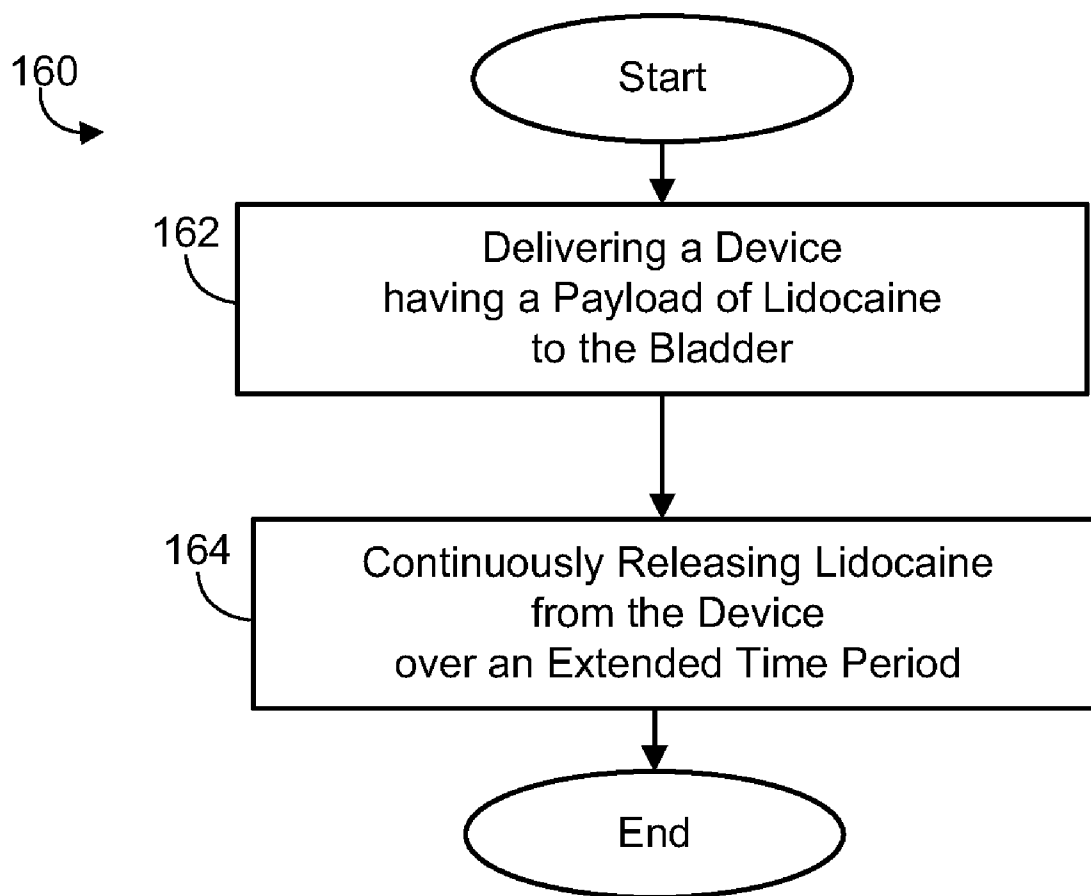 160
Start
162
Delivering a Device
having a Payload of Lidocaine
to the Bladder
164
Continuously Releasing Lidocaine
from the Device
over an Extended Time Period
End